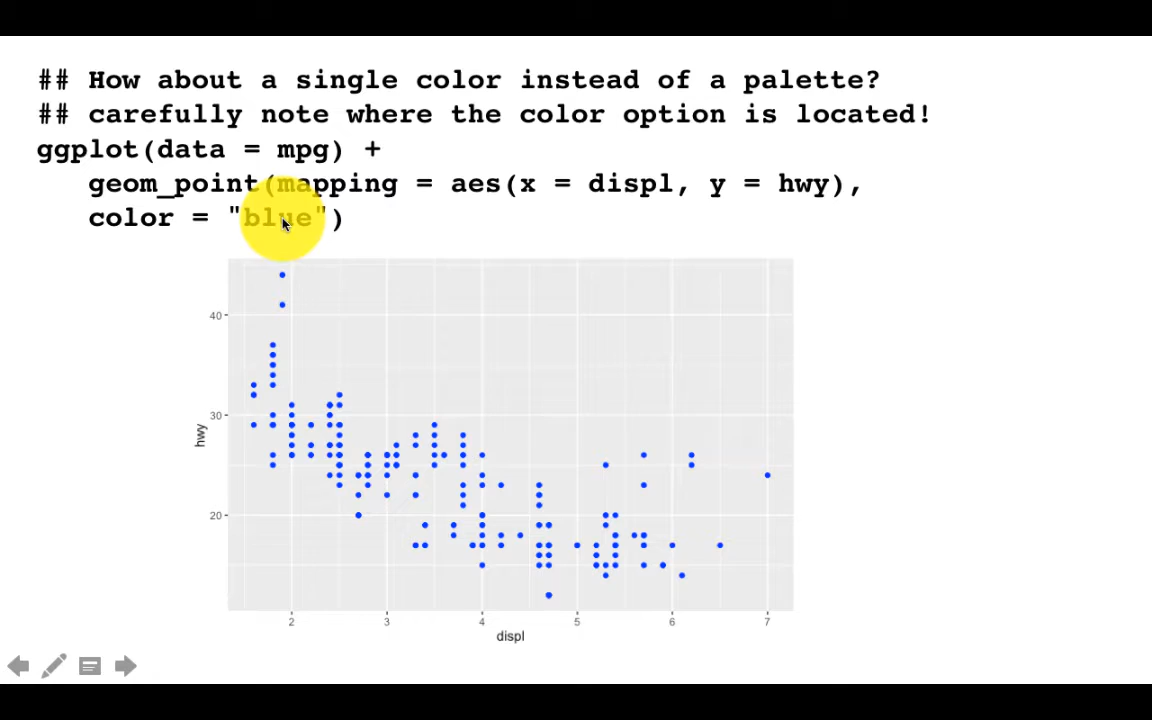 ## How about a single color instead of a palette?
## carefully note where the color option is located!
ggplot(data = mpg) +
geom_point(mapping = aes(x = displ, y = hwy),
color = "blue")
40
30
20
hwy
2 3 4 5 6 7
displ